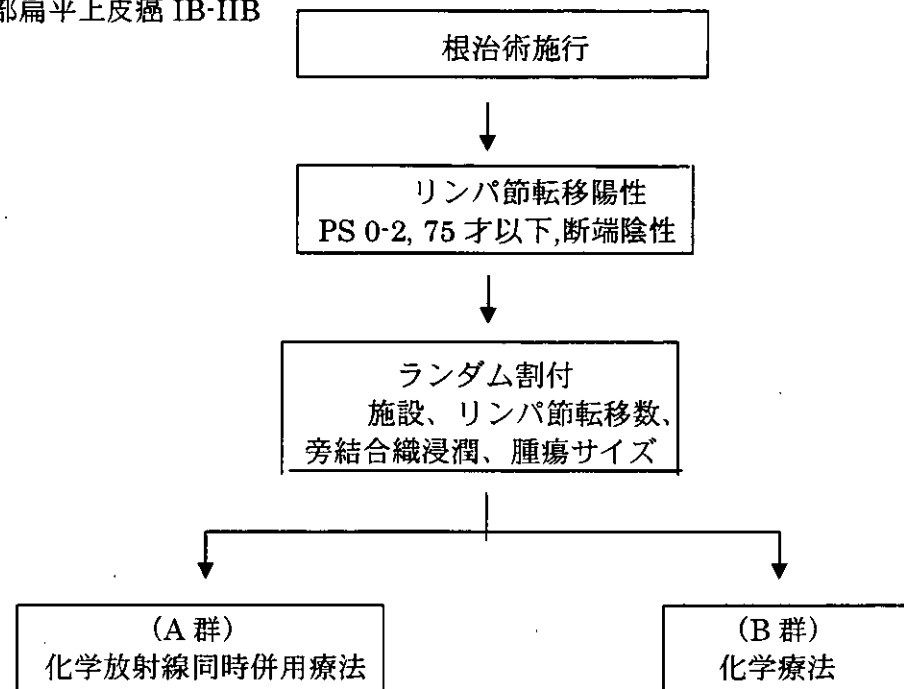 部扁平上皮癌 IB-IIB
根治術施行
リンパ節転移陽性
PS 0-2, 75 才以下,断端陰性
ランダム割付
施設、リンパ節転移数、
旁結合織浸潤、腫瘍サイズ
(A 群)
化学放射線同時併用療法
(B 群)
化学療法